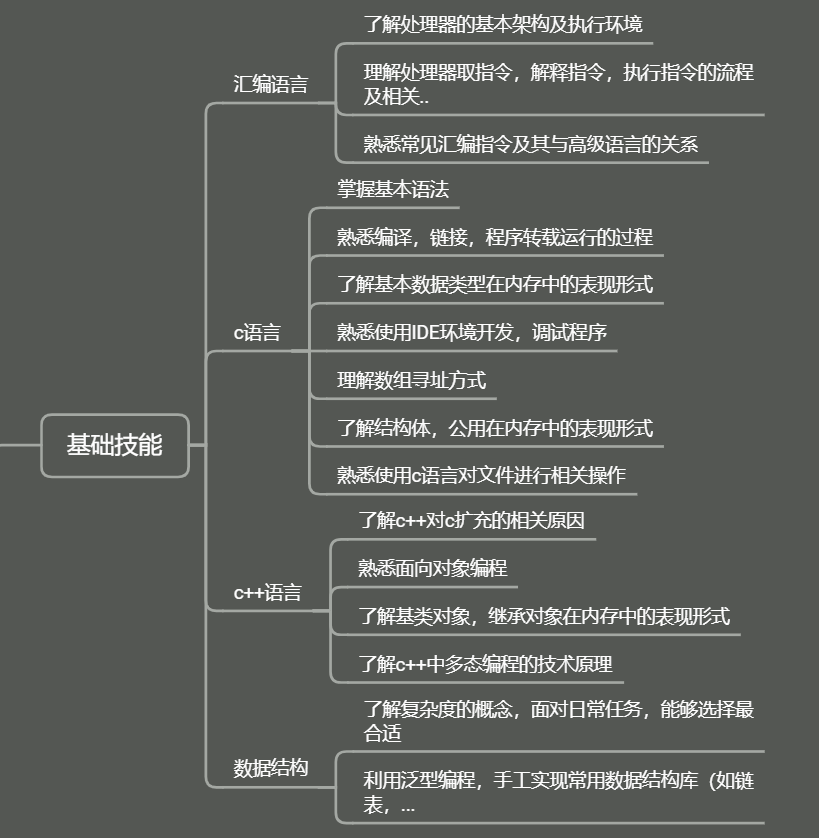 基础技能
汇编语言
了解处理器的基本架构及执行环境
理解处理器取指令，解释指令，执行指令的流程
及相关..
熟悉常见汇编指令及其与高级语言的关系
c语言
掌握基本语法
熟悉编译，链接，程序转载运行的过程
了解基本数据类型在内存中的表现形式
熟悉使用IDE环境开发，调试程序
理解数组寻址方式
了解结构体，公用在内存中的表现形式
熟悉使用c语言对文件进行相关操作
c++语言
了解c++对c扩充的相关原因
熟悉面向对象编程
了解基类对象，继承对象在内存中的表现形式
了解c++中多态编程的技术原理
数据结构
了解复杂度的概念，面对日常任务，能够选择最
合适
利用泛型编程，手工实现常用数据结构库（如链
表，...